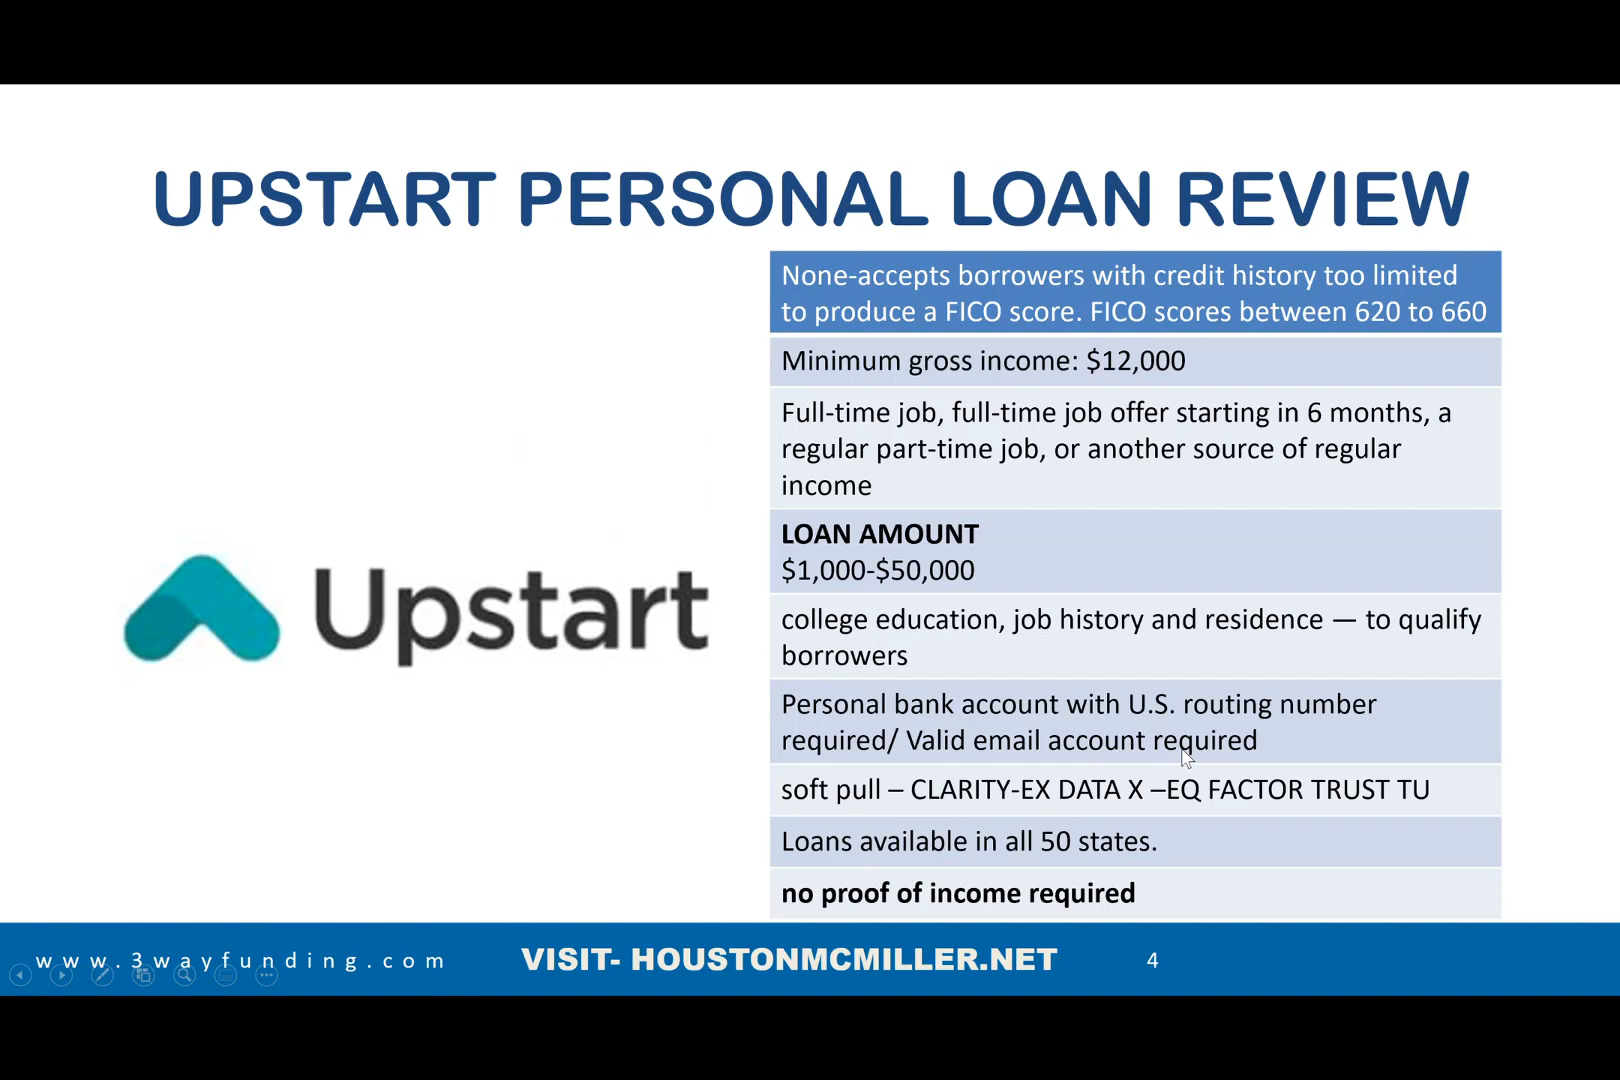 UPSTART PERSONAL LOAN REVIEW
None-accepts borrowers with credit history too limited
to produce a FICO score. FICO scores between 620 to 660
Minimum gross income: $12,000
Full-time job, full-time job offer starting in 6 months, a
regular part-time job, or another source of regular
income
LOAN AMOUNT
$1,000-$50,000
college education, job history and residence — to qualify
borrowers
Personal bank account with U.S. routing number
required/ Valid email account required
soft pull – CLARITY-EX DATA X –EQ FACTOR TRUST TU
Loans available in all 50 states.
no proof of income required
Upstart
www.3wayfunding.com
VISIT- HOUSTONMCMILLER.NET
4